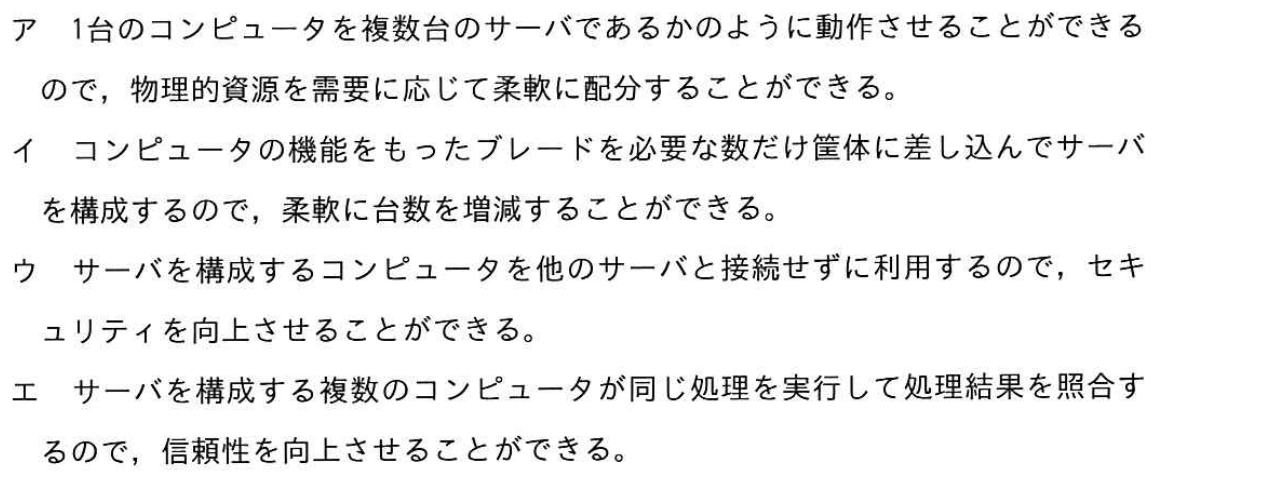 ア　1台のコンピュータを複数台のサーバであるかのように動作させることができる
ので，物理的資源を需要に応じて柔軟に配分することができる。
イ　コンピュータの機能をもったブレードを必要な数だけ筐体に差し込んでサーバ
を構成するので，柔軟に台数を増減することができる。
ウ　サーバを構成するコンピュータを他のサーバと接続せずに利用するので，セキ
ュリティを向上させることができる。
エ　サーバを構成する複数のコンピュータが同じ処理を実行して処理結果を照合す
るので，信頼性を向上させることができる。